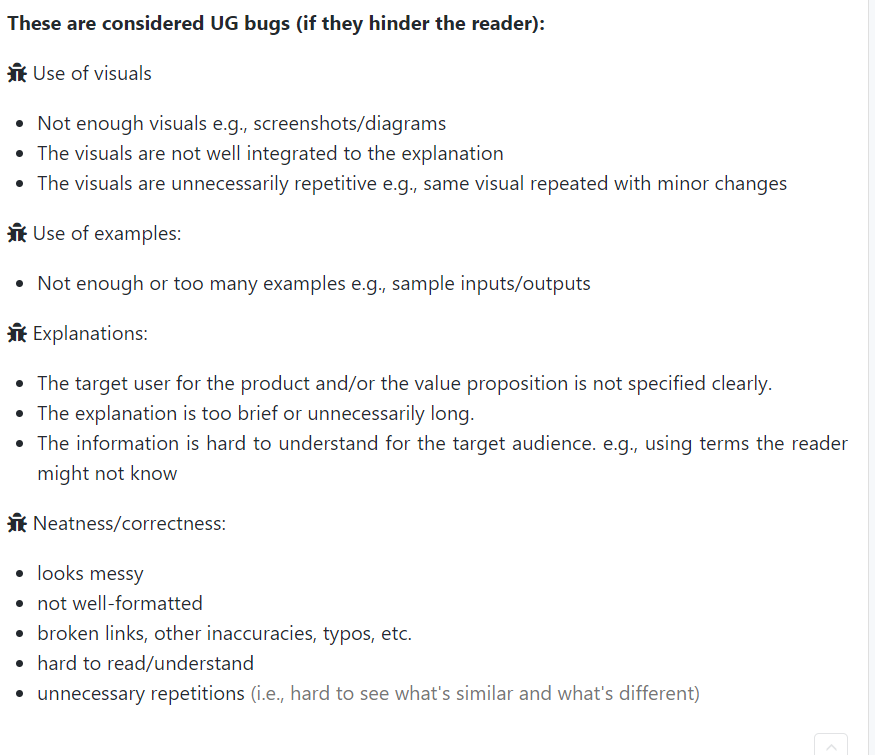 These are considered UG bugs (if they hinder the reader):
Use of visuals
Not enough visuals e.g., screenshots/diagrams
The visuals are not well integrated to the explanation
The visuals are unnecessarily repetitive e.g., same visual repeated with minor changes
Use of examples:
Not enough or too many examples e.g., sample inputs/outputs
Explanations:
The target user for the product and/or the value proposition is not specified clearly.
The explanation is too brief or unnecessarily long.
The information is hard to understand for the target audience. e.g., using terms the reader
might not know
Neatness/correctness:
looks messy
not well-formatted
broken links, other inaccuracies, typos, etc.
hard to read/understand
unnecessary repetitions (i.e., hard to see what's similar and what's different)